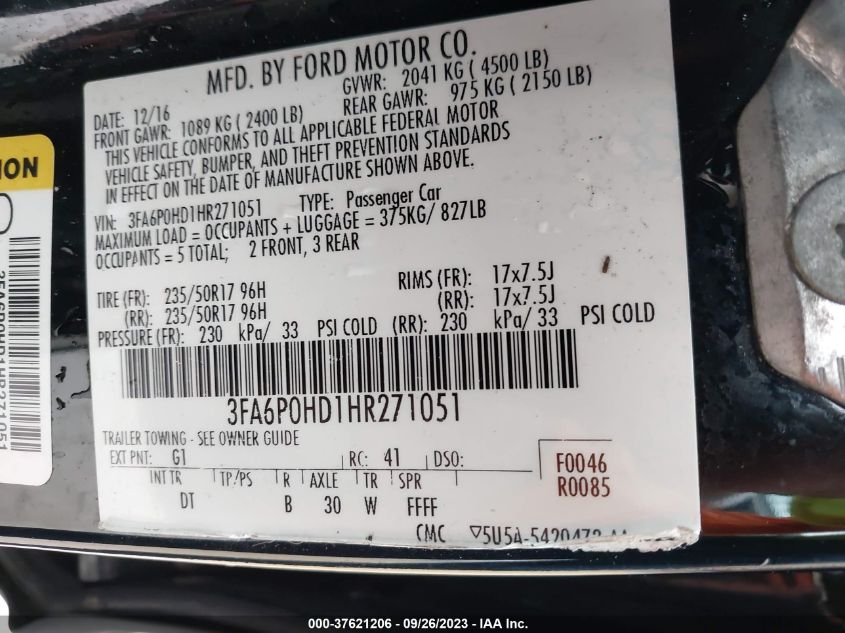 MFD. BY FORD MOTOR CO.
DATE: 12/16 GVWR: 2041 KG ( 4500 LB)
FRONT GAWR: 1089 KG ( 2400 LB) REAR GAWR: 975 KG ( 2150 LB)
THIS VEHICLE CONFORMS TO ALL APPLICABLE FEDERAL MOTOR
VEHICLE SAFETY, BUMPER, AND THEFT PREVENTION STANDARDS
IN EFFECT ON THE DATE OF MANUFACTURE SHOWN ABOVE.
VIN: 3FA6P0HD1HR271051 TYPE: Passenger Car
MAXIMUM LOAD = OCCUPANTS + LUGGAGE = 375KG/ 827LB
OCCUPANTS = 5 TOTAL; 2 FRONT, 3 REAR
TIRE (FR): 235/50R17 96H RIMS (FR): 17x7.5J
(RR): 235/50R17 96H (RR): 17x7.5J
PRESSURE (FR): 230 kPa/ 33 PSI COLD (RR): 230 kPa/ 33 PSI COLD
3FA6P0HD1HR271051
TRAILER TOWING - SEE OWNER GUIDE
EXT PNT: G1 RC: 41 DSO:
INT TR TP/PS R AXLE TR SPR
DT B 30 W FFFF
F0046
R0085
CMC ▽5U5A-5420472-AA
3FA6P0HD1HR271051
000-37621206 - 09/26/2023 - IAA Inc.